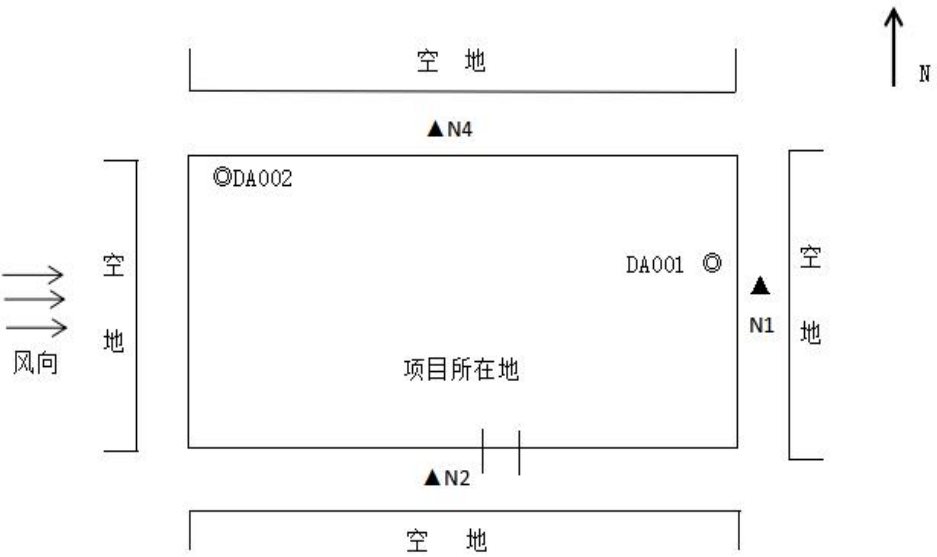 空 地
N
▲N4
◎DA002
空
地
DA001 ◎
▲
N1
空
地
风向
项目所在地
▲N2
空 地